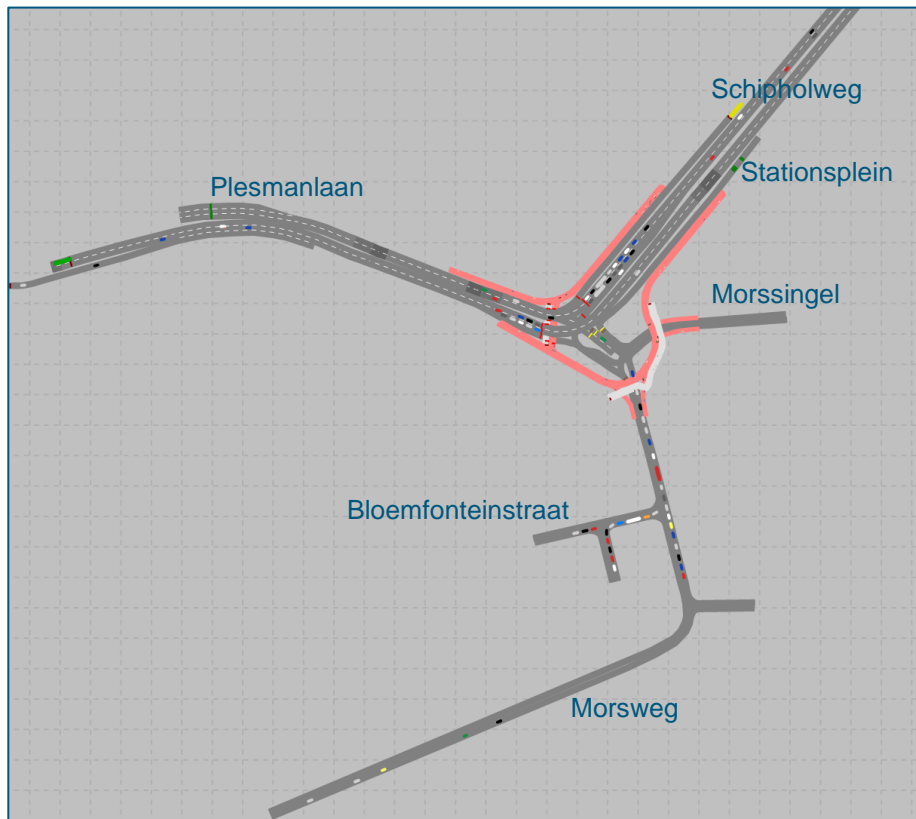 Schipholweg
Stationsplein
Plesmanlaan
Morssingel
Bloemfonteinstraat
Morsweg